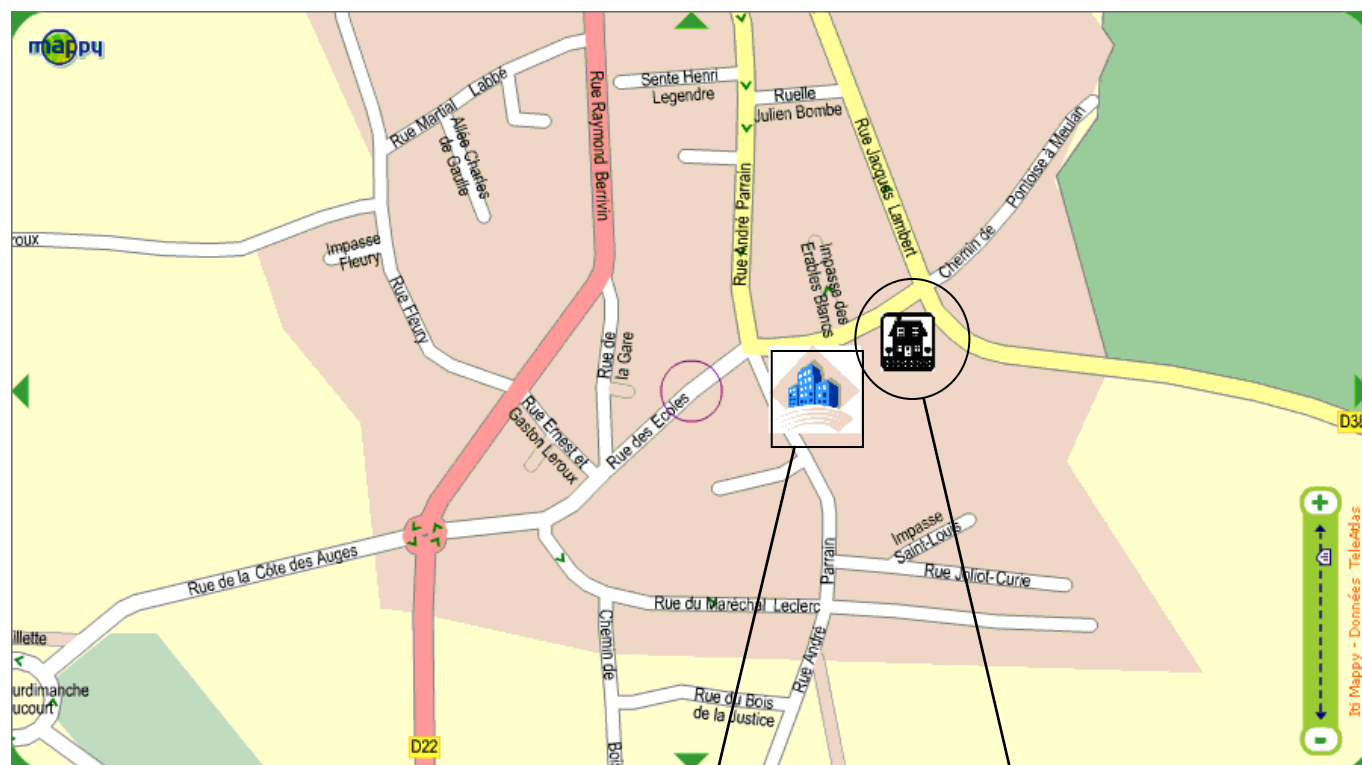 mappy
Rue Martial Labbé
Allée Charles
de Gaulle
Rue Raymond Berrivin
Sente Henri
Legendre
Ruelle
Julien Bombe
Rue Jacques Lambert
Rue André Parrain
Chemin de Pontoise à Meulan
roux
Impasse
Fleury
Rue Fleury
Impasse des
Erables Blancs
Rue de
la Gare
Rue Ernest et
Gaston Leroux
Rue des Ecoles
D38
Rue de la Côte des Auges
Impasse
Saint-Louis
Rue Joliot-Curie
Parrain
Rue du Maréchal Leclerc
Chemin de
Bois
Rue André
Rue du Bois
de la Justice
illette
urdimanche
ucourt
D22
+
-
Iti Mappy - Données TeleAtlas